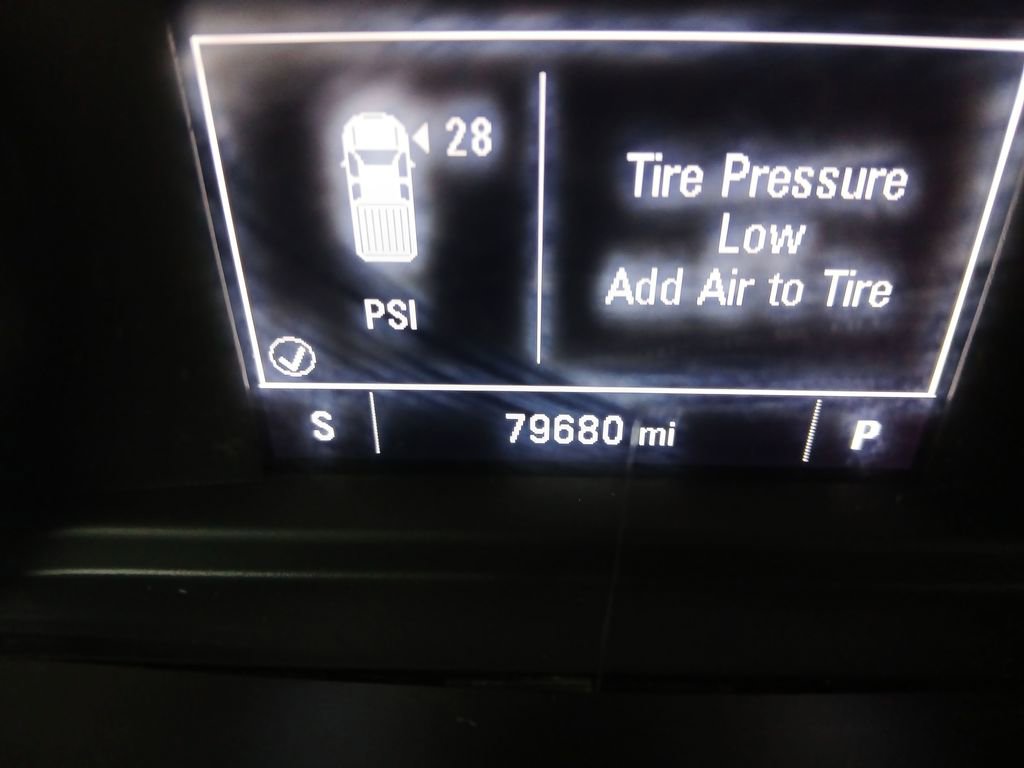 28
PSI
Tire Pressure
Low
Add Air to Tire
S
79680 mi
P